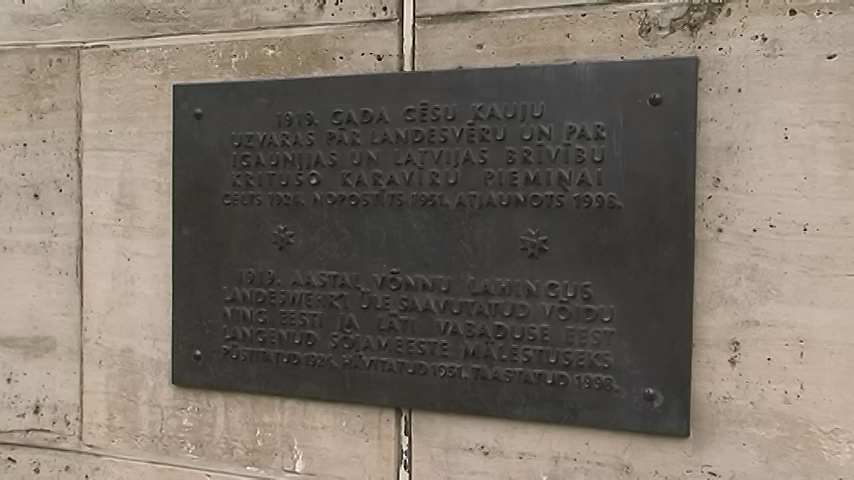 1919. GADA CĒSU KAUJU
UZVARAS PĀR LANDESVĒRU UN PAR
IGAUNIJAS UN LATVIJAS BRĪVĪBU
KRITUŠO KARAVĪRU PIEMIŅAI
CELTS 1924. NOPOSTĪTS 1951. ATJAUNOTS 1998.
1919. AASTAL VÕNNU LAHINGUS
LANDESWEHRI ÜLE SAAVUTATUD VÕIDU
NING EESTI JA LÄTI VABADUSE EEST
LANGENUD SÕJAMEESTE MÄLESTUSEKS
PÜSTITATUD 1924. HÄVITATUD 1951. TAASTATUD 1998.